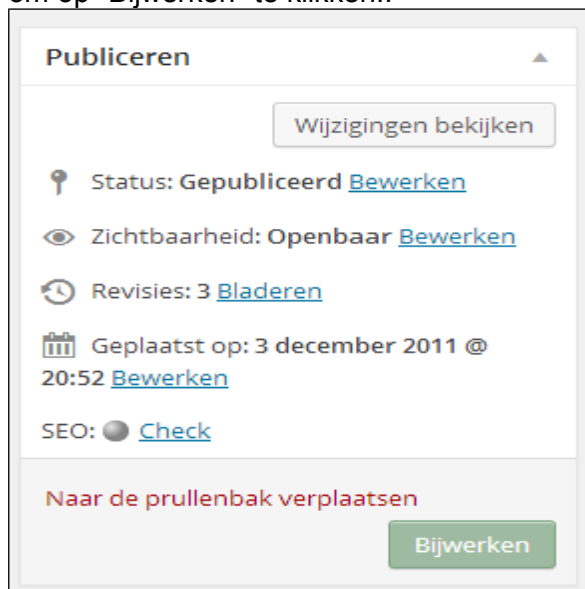 om op "Bijwerken" te klikken..
Publiceren
Wijzigingen bekijken
Status: Gepubliceerd Bewerken
Zichtbaarheid: Openbaar Bewerken
Revisies: 3 Bladeren
Geplaatst op: 3 december 2011 @
20:52 Bewerken
SEO: Check
Naar de prullenbak verplaatsen
Bijwerken